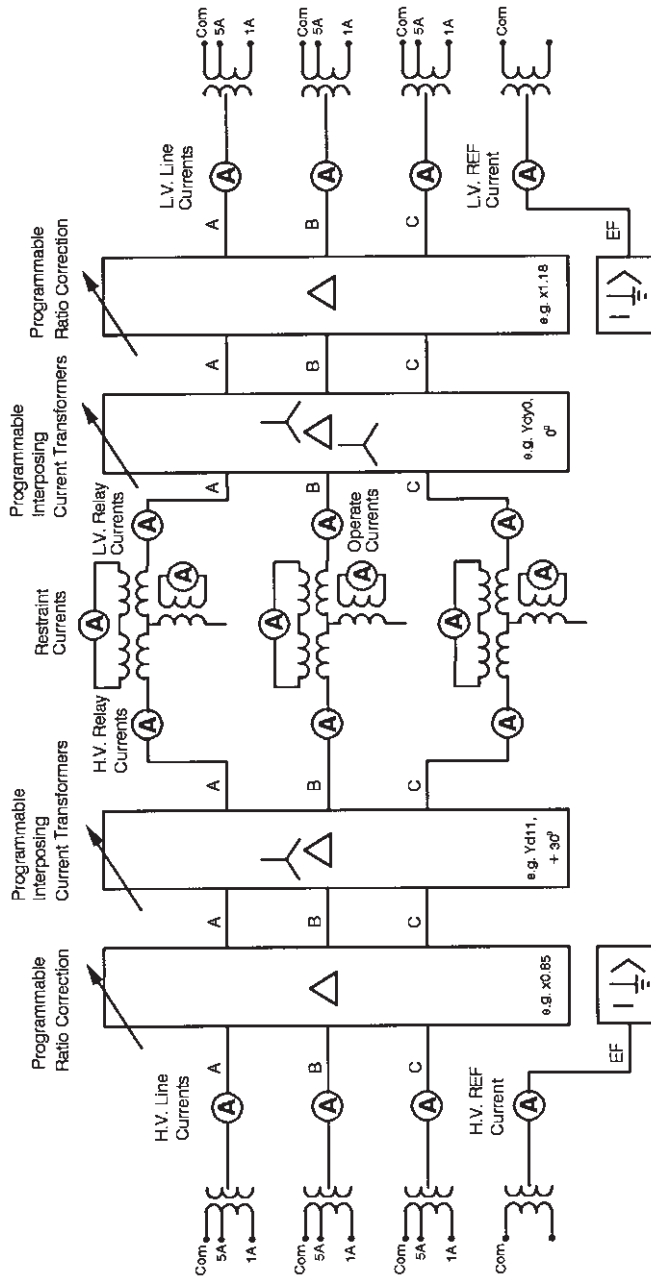 Programmable
Ratio Correction
Programmable
Interposing
Current Transformers
Restraint
Currents
Programmable
Interposing
Current Transformers
Programmable
Ratio Correction
H.V. Line
Currents
H.V. Relay
Currents
L.V. Relay
Currents
L.V. Line
Currents
Com
5A
1A
A
A
A
A
A
A
A
A
A
A
A
A
Com
5A
1A
Com
5A
1A
A
B
B
B
A
A
A
A
Operate
Currents
B
B
B
A
Com
5A
1A
Com
5A
1A
A
C
C
C
A
A
A
A
C
C
C
A
Com
5A
1A
H.V. REF
Current
e.g. x0.85
e.g. Yd11,
+ 30°
e.g. Ydy0,
0°
e.g. x1.18
L.V. REF
Current
Com
A
EF
I >
A
EF
I >
Com